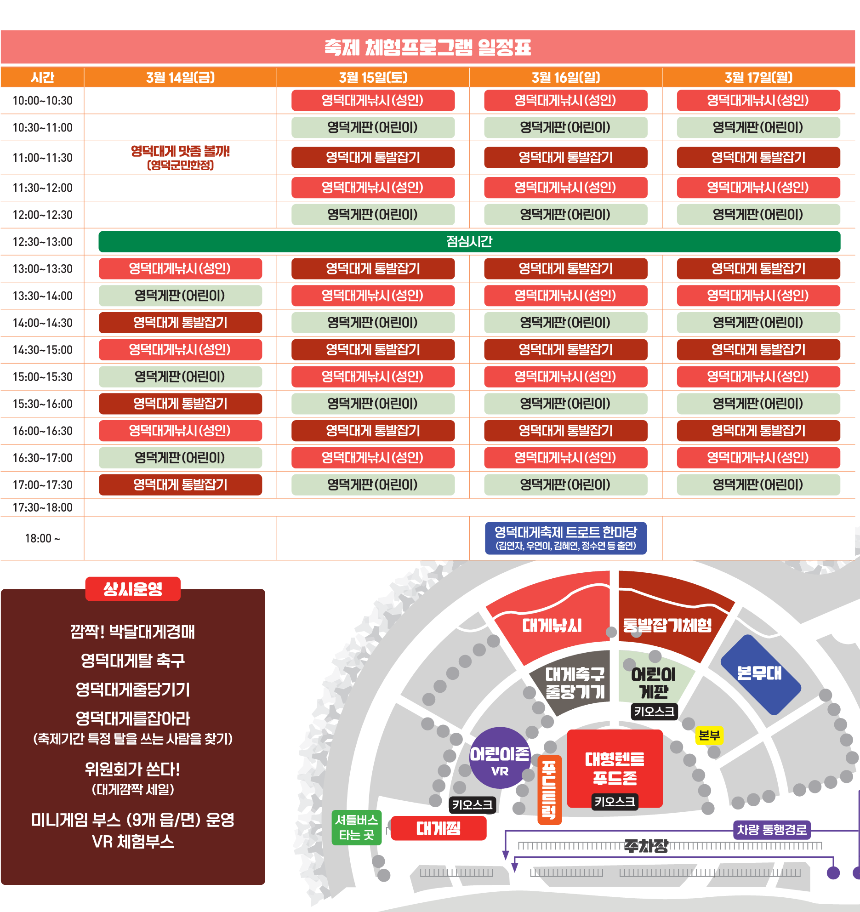 축제 체험프로그램 일정표
시간 3월 14일(금) 3월 15일(토) 3월 16일(일) 3월 17일(월)
10:00~10:30 영덕대게낚시(성인) 영덕대게낚시(성인) 영덕대게낚시(성인)
10:30~11:00 영덕게판(어린이) 영덕게판(어린이) 영덕게판(어린이)
영덕대게 맛좀 볼까!
(영덕군민한정)
11:00~11:30 영덕대게 통발잡기 영덕대게 통발잡기 영덕대게 통발잡기
11:30~12:00 영덕대게낚시(성인) 영덕대게낚시(성인) 영덕대게낚시(성인)
12:00~12:30 영덕게판(어린이) 영덕게판(어린이) 영덕게판(어린이)
12:30~13:00 점심시간
13:00~13:30 영덕대게낚시(성인) 영덕대게 통발잡기 영덕대게 통발잡기 영덕대게 통발잡기
13:30~14:00 영덕게판(어린이) 영덕대게낚시(성인) 영덕대게낚시(성인) 영덕대게낚시(성인)
14:00~14:30 영덕대게 통발잡기 영덕게판(어린이) 영덕게판(어린이) 영덕게판(어린이)
14:30~15:00 영덕대게낚시(성인) 영덕대게 통발잡기 영덕대게 통발잡기 영덕대게 통발잡기
15:00~15:30 영덕게판(어린이) 영덕대게낚시(성인) 영덕대게낚시(성인) 영덕대게낚시(성인)
15:30~16:00 영덕대게 통발잡기 영덕게판(어린이) 영덕게판(어린이) 영덕게판(어린이)
16:00~16:30 영덕대게낚시(성인) 영덕대게 통발잡기 영덕대게 통발잡기 영덕대게 통발잡기
16:30~17:00 영덕게판(어린이) 영덕대게낚시(성인) 영덕대게낚시(성인) 영덕대게낚시(성인)
17:00~17:30 영덕대게 통발잡기 영덕게판(어린이) 영덕게판(어린이) 영덕게판(어린이)
17:30~18:00
18:00 ~ 영덕대게축제 트로트 한마당
(김연자, 우연이, 김혜연, 정수연 등 출연)
상시운영
깜짝! 박달대게경매
영덕대게탈 축구
영덕대게줄당기기
영덕대게를잡아라
(축제기간 특정 탈을 쓰는 사람을 찾기)
위원회가 쏜다!
(대게깜짝 세일)
미니게임 부스 (9개 읍/면) 운영
VR 체험부스
대게낚시
통발잡기체험
대게축구
줄당기기
어린이
게판
키오스크
본무대
본부
어린이존
VR
키오스크
푸드트럭
대형텐트
푸드존
키오스크
셔틀버스
타는 곳
대게찜
차량 통행경로
주차장